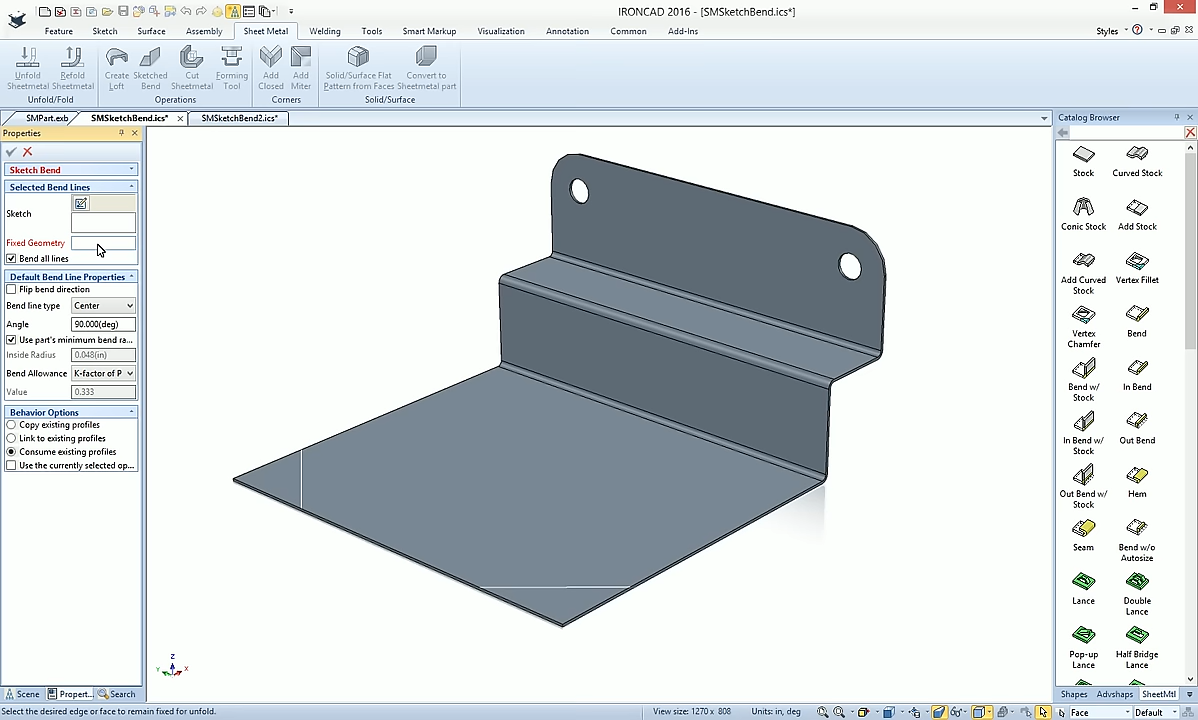 IRONCAD 2016 - [SMSketchBend.ics*]
Feature Sketch Surface Assembly Sheet Metal Welding Tools Smart Markup Visualization Annotation Common Add-Ins Styles
Unfold Sheetmetal
Refold Sheetmetal
Create Loft
Sketched Bend
Cut Sheetmetal
Forming Tool
Add Closed
Add Miter
Solid/Surface Flat Pattern from Faces
Convert to Sheetmetal part
Unfold/Fold Operations Corners Solid/Surface
SMPart.exb SMSketchBend.ics* SMSketchBend2.ics*
Properties
Sketch Bend
Selected Bend Lines
Sketch
Fixed Geometry
Bend all lines
Default Bend Line Properties
Flip bend direction
Bend line type Center
Angle 90.000(deg)
Use part's minimum bend ra...
Inside Radius 0.048(in)
Bend Allowance K-factor of P
Value 0.333
Behavior Options
Copy existing profiles
Link to existing profiles
Consume existing profiles
Use the currently selected op...
Z
Y
X
Catalog Browser
Stock Curved Stock
Conic Stock Add Stock
Add Curved Stock
Vertex Fillet
Vertex Chamfer
Bend
Bend w/ Stock
In Bend
In Bend w/ Stock
Out Bend
Out Bend w/ Stock
Hem
Seam
Bend w/o Autosize
Lance
Double Lance
Pop-up Lance
Half Bridge Lance
Scene Propert... Search
Shapes Advshaps SheetMtl
Select the desired edge or face to remain fixed for unfold.
View size: 1270 x 808
Units: in, deg
Face
Default